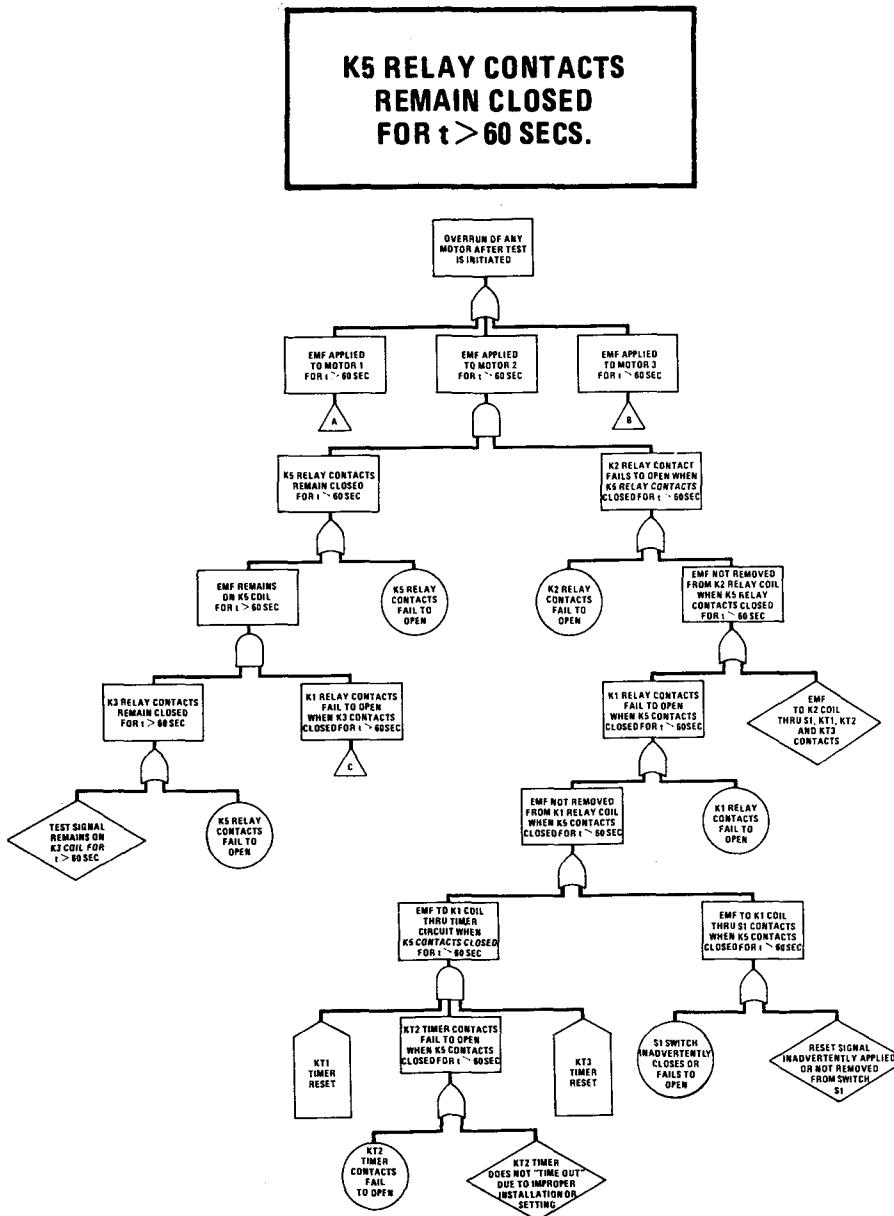 K5 RELAY CONTACTS
REMAIN CLOSED
FOR t > 60 SECS.
OVERRUN OF ANY
MOTOR AFTER TEST
IS INITIATED
EMF APPLIED
TO MOTOR 1
FOR t > 60 SEC
EMF APPLIED
TO MOTOR 2
FOR t > 60 SEC
EMF APPLIED
TO MOTOR 3
FOR t > 60 SEC
A
B
K5 RELAY CONTACTS
REMAIN CLOSED
FOR t > 60 SEC
K2 RELAY CONTACT
FAILS TO OPEN WHEN
K5 RELAY CONTACTS
CLOSED FOR t > 60SEC
EMF REMAINS
ON K5 COIL
FOR t > 60 SEC
K5 RELAY
CONTACTS
FAIL TO
OPEN
K2 RELAY
CONTACTS
FAIL TO
OPEN
EMF NOT REMOVED
FROM K2 RELAY COIL
WHEN K5 RELAY
CONTACTS CLOSED
FOR t > 60 SEC
K3 RELAY CONTACTS
REMAIN CLOSED
FOR t > 60 SEC
K1 RELAY CONTACTS
FAIL TO OPEN
WHEN K3 CONTACTS
CLOSED FOR t > 60SEC
C
K1 RELAY CONTACTS
FAIL TO OPEN
WHEN K5 CONTACTS
CLOSED FOR t > 60SEC
EMF
TO K2 COIL
THRU S1, KT1, KT2
AND KT3
CONTACTS
TEST SIGNAL
REMAINS ON
K3 COIL FOR
t > 60 SEC
K5 RELAY
CONTACTS
FAIL TO
OPEN
EMF NOT REMOVED
FROM K1 RELAY COIL
WHEN K5 CONTACTS
CLOSED FOR t > 60 SEC
K1 RELAY
CONTACTS
FAIL TO
OPEN
EMF TO K1 COIL
THRU TIMER
CIRCUIT WHEN
K5 CONTACTS CLOSED
FOR t > 60 SEC
EMF TO K1 COIL
THRU S1 CONTACTS
WHEN K5 CONTACTS
CLOSED FOR t > 60SEC
KT1
TIMER
RESET
KT2 TIMER CONTACTS
FAIL TO OPEN
WHEN K5 CONTACTS
CLOSED FOR t > 60 SEC
KT3
TIMER
RESET
S1 SWITCH
INADVERTENTLY
CLOSES OR
FAILS TO
OPEN
RESET SIGNAL
INADVERTENTLY APPLIED
OR NOT REMOVED
FROM SWITCH
S1
KT2
TIMER
CONTACTS
FAIL
TO OPEN
KT2 TIMER
DOES NOT "TIME OUT"
DUE TO IMPROPER
INSTALLATION OR
SETTING